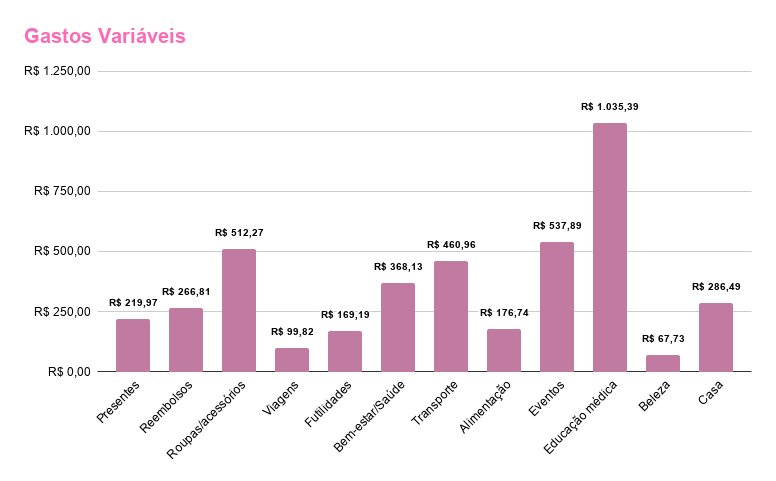 Gastos Variáveis
R$ 1.250,00
R$ 1.000,00
R$ 750,00
R$ 500,00
R$ 250,00
R$ 0,00
R$ 219,97
R$ 266,81
R$ 512,27
R$ 99,82
R$ 169,19
R$ 368,13
R$ 460,96
R$ 176,74
R$ 537,89
R$ 1.035,39
R$ 67,73
R$ 286,49
Presentes
Reembolsos
Roupas/acessórios
Viagens
Futilidades
Bem-estar/Saúde
Transporte
Alimentação
Eventos
Educação médica
Beleza
Casa